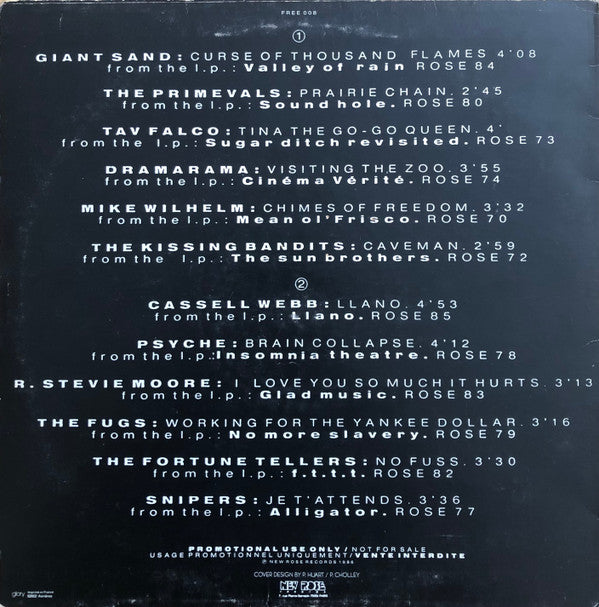 FREE 008
①
GIANT SAND: CURSE OF THOUSAND FLAMES 4'08
from the l.p.: Valley of rain ROSE 84
THE PRIMEVALS: PRAIRIE CHAIN. 2'45
from the l.p.: Sound hole. ROSE 80
TAV FALCO: TINA THE GO-GO QUEEN. 4'
from the l.p.: Sugar ditch revisited. ROSE 73
DRAMARAMA: VISITING THE ZOO. 3'55
from the l.p.: Cinéma Vérité. ROSE 74
MIKE WILHELM: CHIMES OF FREEDOM. 3'32
from the l.p.: Mean ol' Frisco. ROSE 70
THE KISSING BANDITS: CAVEMAN. 2'59
from the l.p.: The sun brothers. ROSE 72
②
CASSELL WEBB: LLANO. 4'53
from the l.p.: Llano. ROSE 85
PSYCHE: BRAIN COLLAPSE. 4'12
from the l.p.: Insomnia theatre. ROSE 78
R. STEVIE MOORE: I LOVE YOU SO MUCH IT HURTS. 3'13
from the l.p.: Glad music. ROSE 83
THE FUGS: WORKING FOR THE YANKEE DOLLAR. 3'16
from the l.p.: No more slavery. ROSE 79
THE FORTUNE TELLERS: NO FUSS. 3'30
from the l.p.: f.t.t.t. ROSE 82
SNIPERS: JE T'ATTENDS. 3'36
from the l.p.: Alligator. ROSE 77
PROMOTIONAL USE ONLY / NOT FOR SALE
USAGE PROMOTIONNEL UNIQUEMENT / VENTE INTERDITE
℗ NEW ROSE RECORDS 1986
COVER DESIGN BY P. HUART / P. CHOLLEY
glory
NEW ROSE